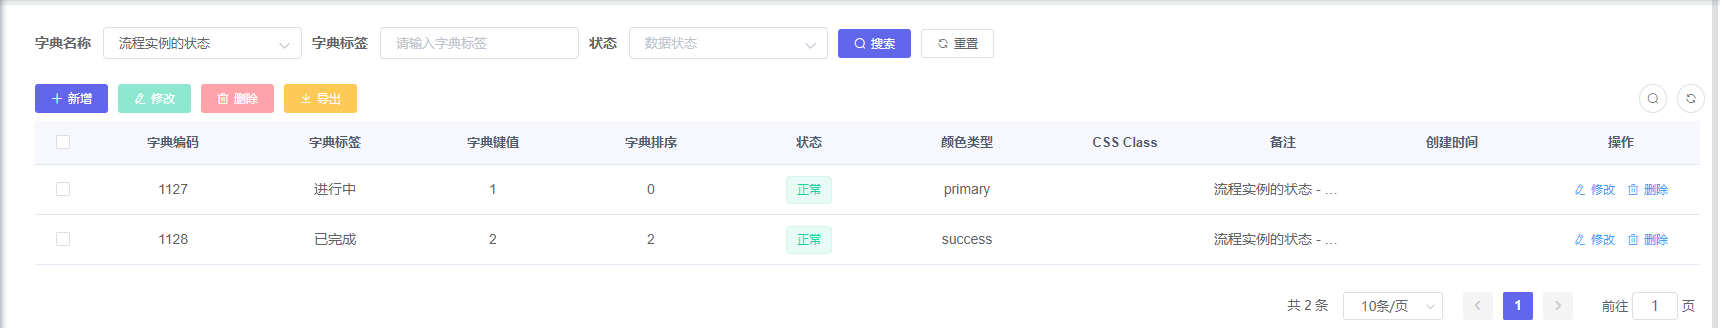 字典名称 流程实例的状态 字典标签 请输入字典标签 状态 数据状态 搜索 重置
新增 修改 删除 导出
字典编码 字典标签 字典键值 字典排序 状态 颜色类型 CSS Class 备注 创建时间 操作
1127 进行中 1 0 正常 primary 流程实例的状态 - ... 修改 删除
1128 已完成 2 2 正常 success 流程实例的状态 - ... 修改 删除
共 2 条 10条/页 1 前往 1 页